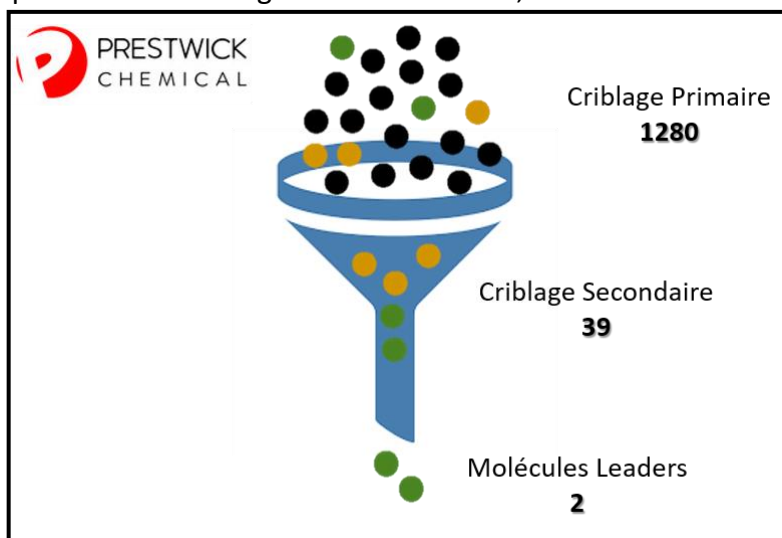 PRESTWICK
CHEMICAL
Criblage Primaire
1280
Criblage Secondaire
39
Molécules Leaders
2